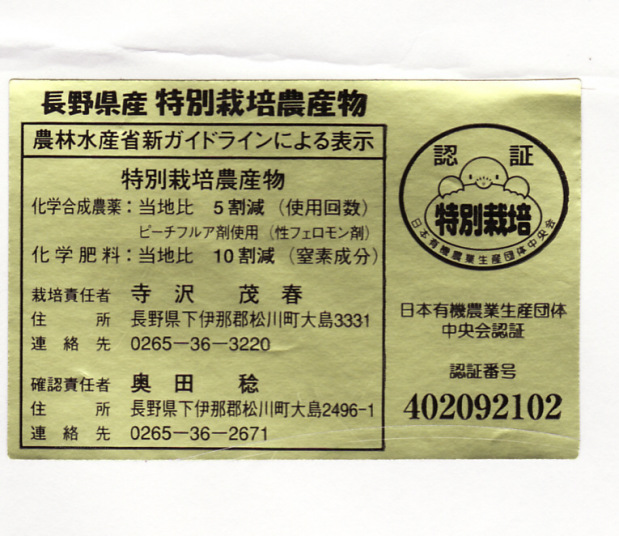 長野県産 特別栽培農産物
農林水産省新ガイドラインによる表示
特別栽培農産物
化学合成農薬：当地比 5割減（使用回数）
ピーチフルア剤使用（性フェロモン剤）
化学肥料：当地比 10割減（窒素成分）
栽培責任者 寺沢 茂春
住所 長野県下伊那郡松川町大島3331
連絡先 0265－36－3220
確認責任者 奥田 稔
住所 長野県下伊那郡松川町大島2496-1
連絡先 0265－36－2671
認証
特別栽培
日本有機農業生産団体中央会
日本有機農業生産団体
中央会認証
認証番号
402092102